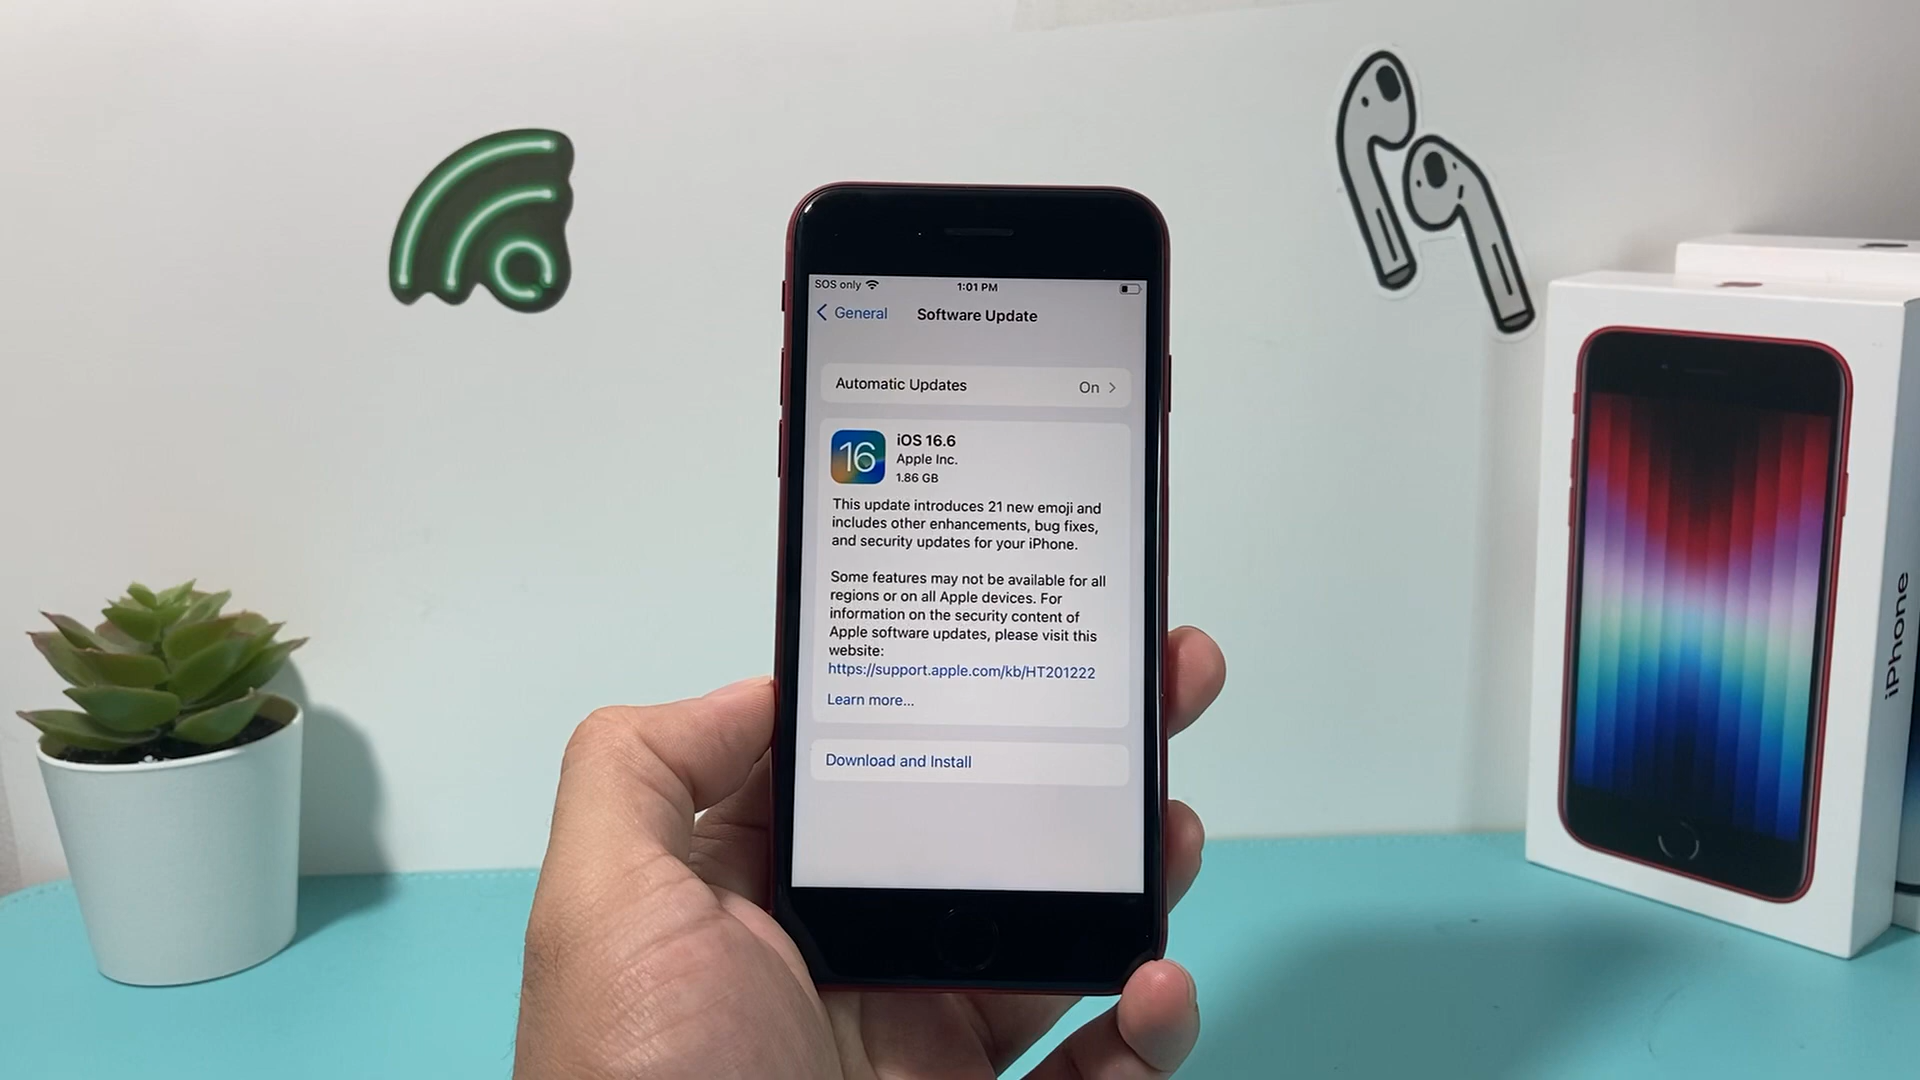 SOS only
1:01 PM
General
Software Update
Automatic Updates
On
16
iOS 16.6
Apple Inc.
1.86 GB
This update introduces 21 new emoji and
includes other enhancements, bug fixes,
and security updates for your iPhone.
Some features may not be available for all
regions or on all Apple devices. For
information on the security content of
Apple software updates, please visit this
website:
https://support.apple.com/kb/HT201222
Learn more...
Download and Install
iPhone